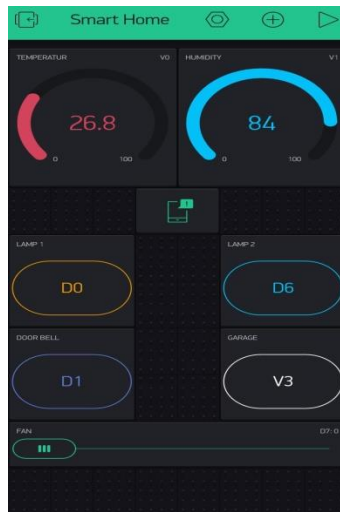 Smart Home
TEMPERATUR V0 HUMIDITY V1
26.8 84
0 100 0 100
1
LAMP 1 LAMP 2
D0 D6
DOOR BELL GARAGE
D1 V3
FAN D7: 0